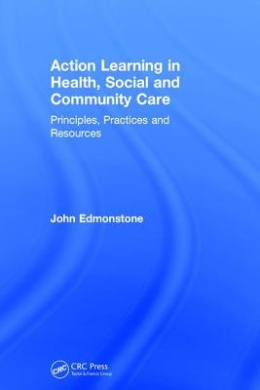 Action Learning in
Health, Social and
Community Care
Principles, Practices and
Resources
John Edmonstone
CRC
CRC Press
Taylor & Francis Group